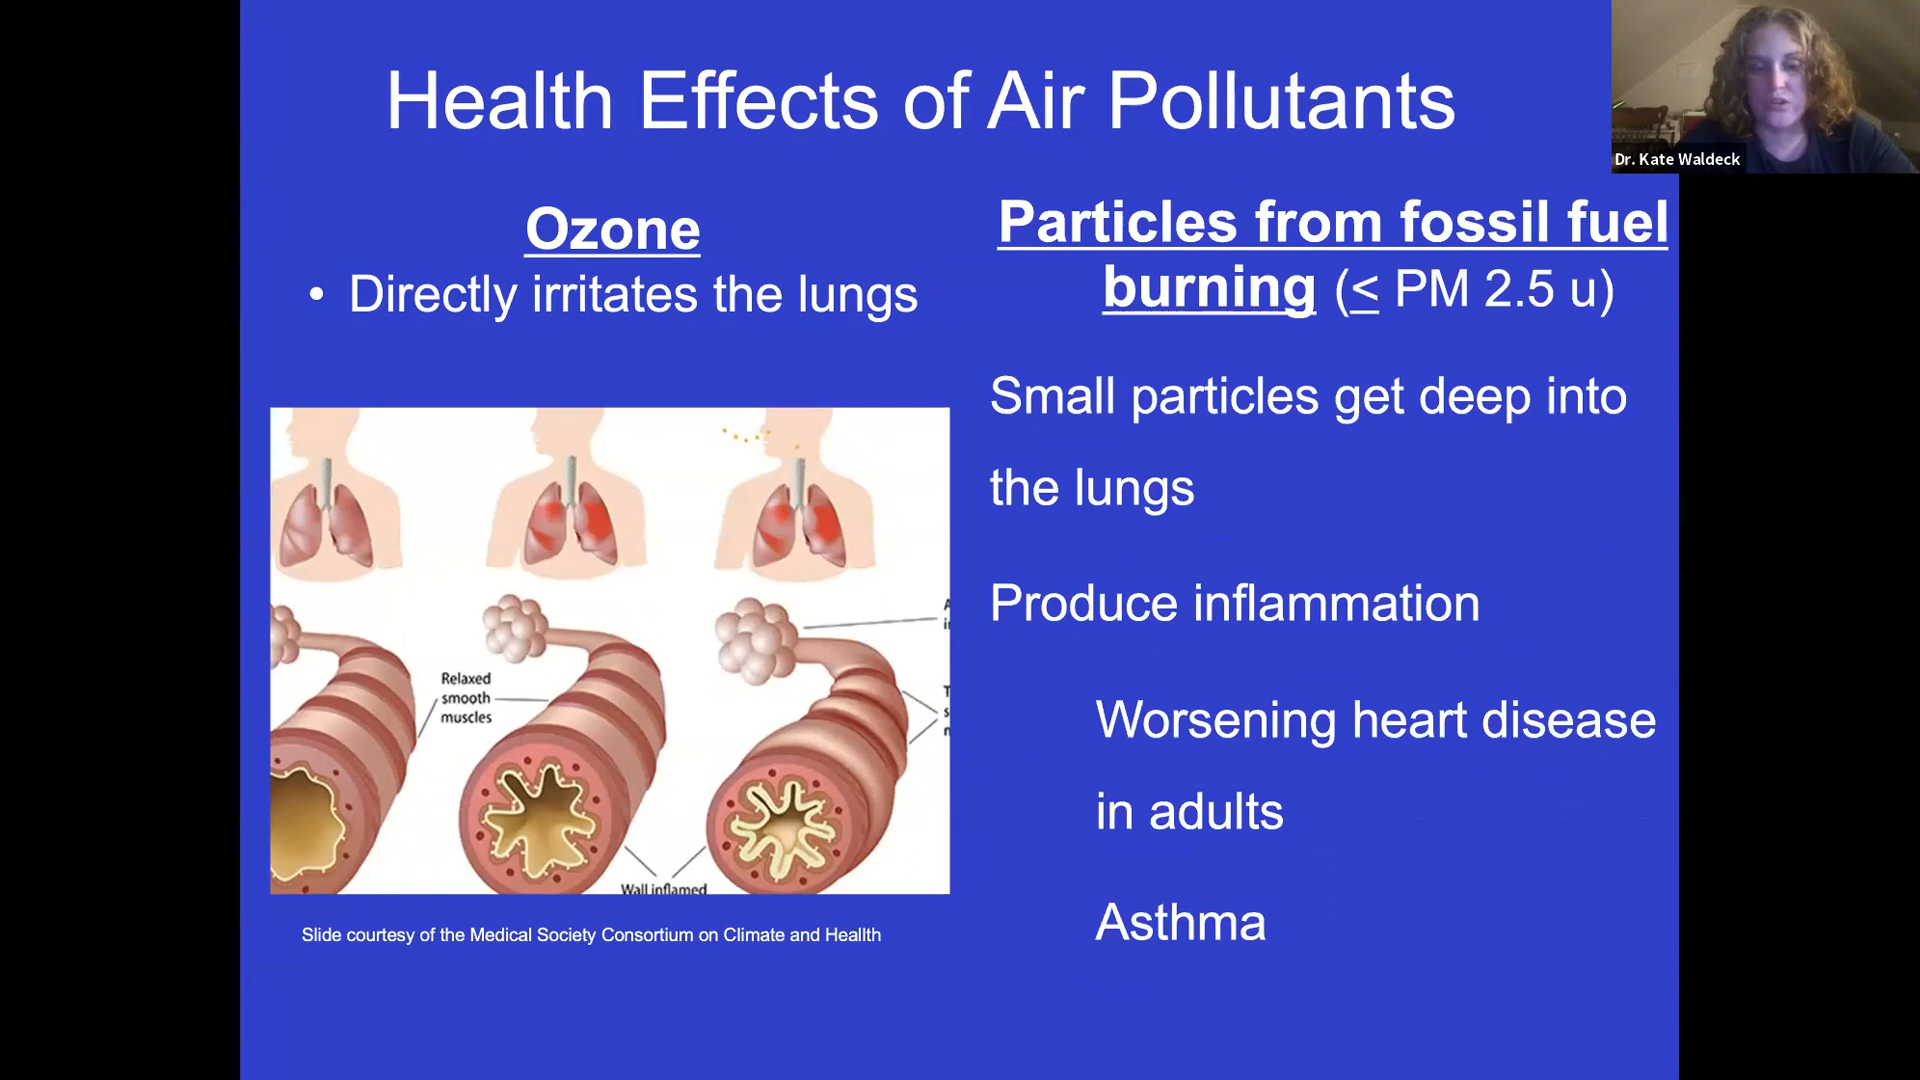 Health Effects of Air Pollutants
Dr. Kate Waldeck
Ozone
• Directly irritates the lungs
Particles from fossil fuel
burning (≤ PM 2.5 u)
Small particles get deep into
the lungs
Produce inflammation
Worsening heart disease
in adults
Asthma
Relaxed
smooth
muscles
Wall inflamed
Slide courtesy of the Medical Society Consortium on Climate and Heallth